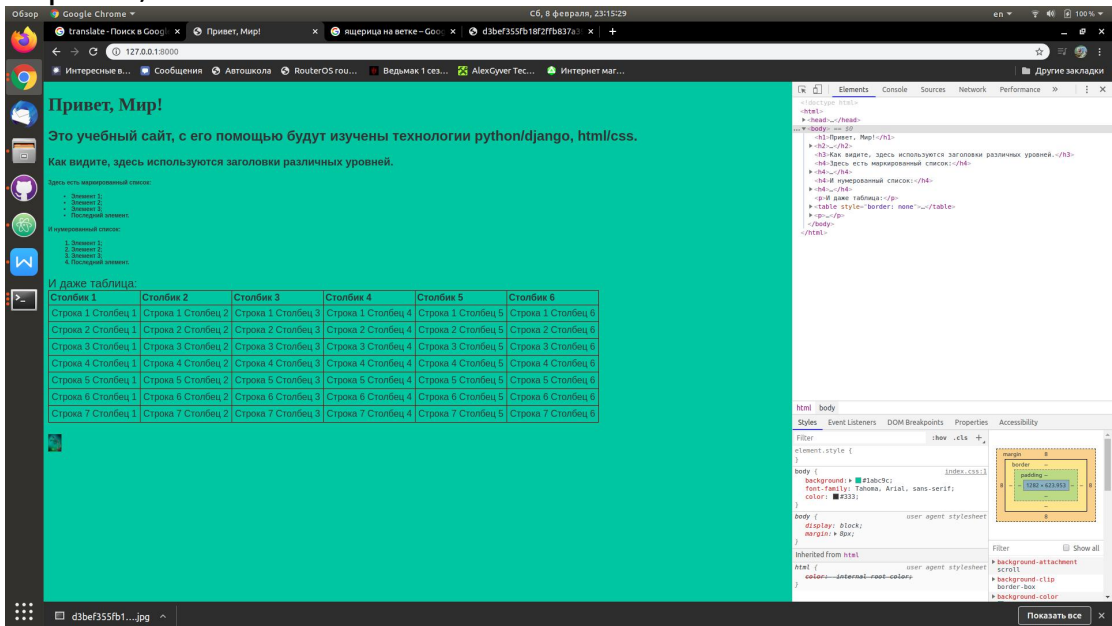 Обзор Google Chrome ▾ Сб, 8 февраля, 23:15:29 en ▾ 100 % ▾
translate - Поиск в Googl × Привет, Мир! × ящерица на ветке – Goog × d3bef355fb18f2ffb837a3 × +
127.0.0.1:8000
Интересные в... Сообщения Автошкола RouterOS rou... Ведьмак 1 сез... AlexGyver Tec... Интернет маг... Другие закладки
Привет, Мир!
Это учебный сайт, с его помощью будут изучены технологии python/django, html/css.
Как видите, здесь используются заголовки различных уровней.
Здесь есть маркированный список:
• Элемент 1;
• Элемент 2;
• Элемент 3;
• Последний элемент.
И нумерованный список:
1. Элемент 1;
2. Элемент 2;
3. Элемент 3;
4. Последний элемент.
И даже таблица:
Столбик 1 Столбик 2 Столбик 3 Столбик 4 Столбик 5 Столбик 6
Строка 1 Столбец 1 Строка 1 Столбец 2 Строка 1 Столбец 3 Строка 1 Столбец 4 Строка 1 Столбец 5 Строка 1 Столбец 6
Строка 2 Столбец 1 Строка 2 Столбец 2 Строка 2 Столбец 3 Строка 2 Столбец 4 Строка 2 Столбец 5 Строка 2 Столбец 6
Строка 3 Столбец 1 Строка 3 Столбец 2 Строка 3 Столбец 3 Строка 3 Столбец 4 Строка 3 Столбец 5 Строка 3 Столбец 6
Строка 4 Столбец 1 Строка 4 Столбец 2 Строка 4 Столбец 3 Строка 4 Столбец 4 Строка 4 Столбец 5 Строка 4 Столбец 6
Строка 5 Столбец 1 Строка 5 Столбец 2 Строка 5 Столбец 3 Строка 5 Столбец 4 Строка 5 Столбец 5 Строка 5 Столбец 6
Строка 6 Столбец 1 Строка 6 Столбец 2 Строка 6 Столбец 3 Строка 6 Столбец 4 Строка 6 Столбец 5 Строка 6 Столбец 6
Строка 7 Столбец 1 Строка 7 Столбец 2 Строка 7 Столбец 3 Строка 7 Столбец 4 Строка 7 Столбец 5 Строка 7 Столбец 6
Elements Console Sources Network Performance »
<!doctype html>
<html>
▶<head>…</head>
…▼<body> == $0
<h1>Привет, Мир!</h1>
▶<h2>…</h2>
<h3>Как видите, здесь используются заголовки различных уровней.</h3>
<h4>Здесь есть маркированный список:</h4>
▶<h4>…</h4>
<h4>И нумерованный список:</h4>
▶<h4>…</h4>
<p>И даже таблица:</p>
▶<table style="border: none">…</table>
▶<p>…</p>
</body>
</html>
html body
Styles Event Listeners DOM Breakpoints Properties Accessibility
Filter :hov .cls +
element.style {
}
body { index.css:1
background: ▶ #1abc9c;
font-family: Tahoma, Arial, sans-serif;
color: #333;
}
body { user agent stylesheet
display: block;
margin: ▶ 8px;
}
Inherited from html
html { user agent stylesheet
color: -internal-root-color;
}
margin 8
border –
padding –
8 – – 1282 × 623.953 – – 8
–
–
8
Filter Show all
▶ background-attachment
scroll
▶ background-clip
border-box
▶ background-color
d3bef355fb1....jpg
Показать все ×